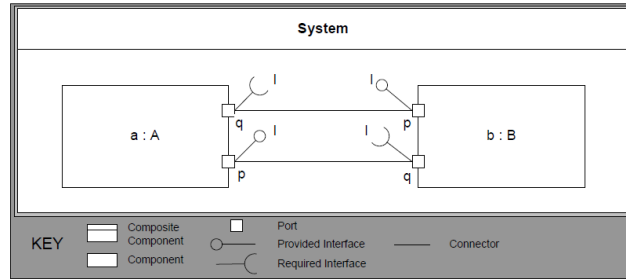 System
I I
q p
a : A b : B
I I
p q
KEY
Composite Component
Component
Port
Provided Interface
Required Interface
Connector